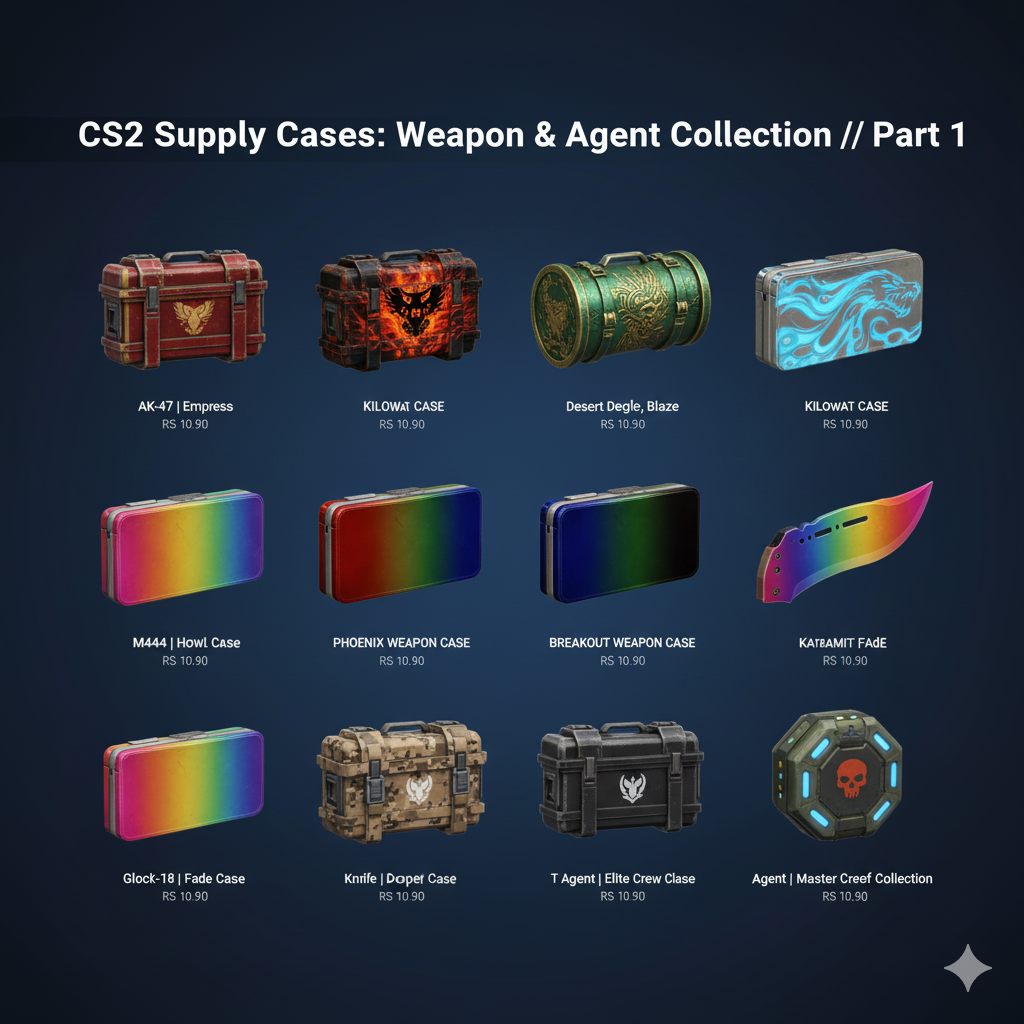 CS2 Supply Cases: Weapon & Agent Collection // Part 1
AK-47 | Empress
RS 10.90
KILOWAT CASE
RS 10.90
Desert Degle, Blaze
RS 10.90
KILOWAT CASE
RS 10.90
M444 | Howl Case
RS 10.90
PHOENIX WEAPON CASE
RS 10.90
BREAKOUT WEAPON CASE
RS 10.90
KATBAMIT FAdE
RS 10.90
Glock-18 | Fade Case
RS 10.90
Knife | Doper Case
RS 10.90
T Agent | Elite Crew Clase
RS 10.90
Agent | Master Creef Collection
RS 10.90